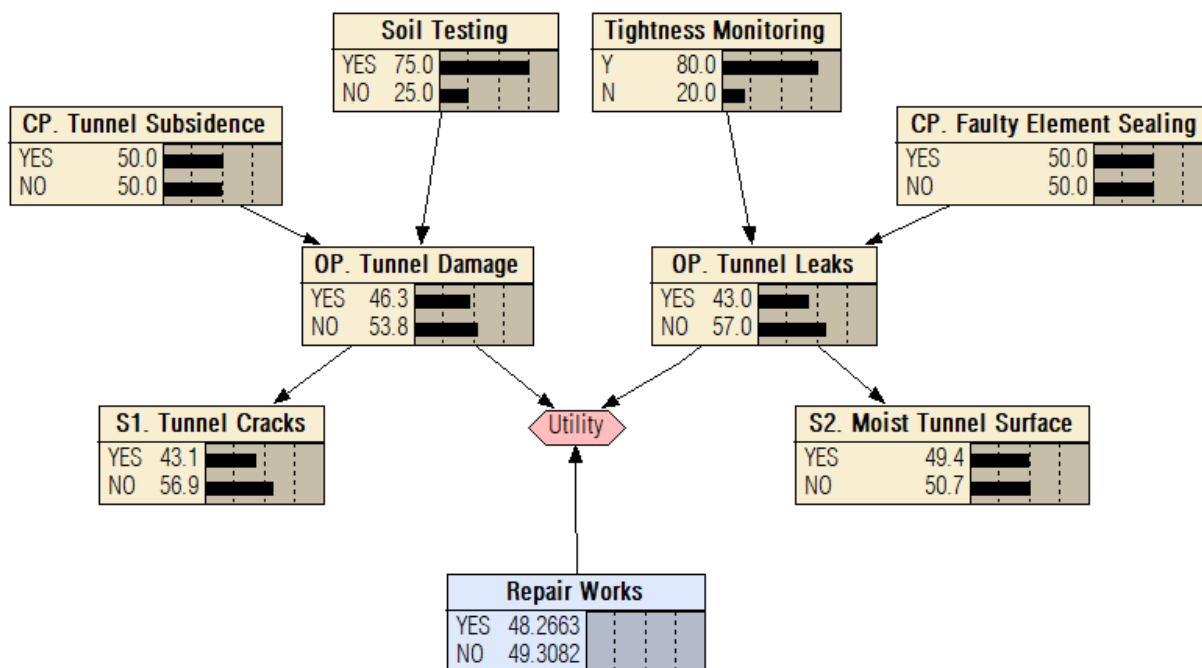 Soil Testing
YES 75.0
NO 25.0
Tightness Monitoring
Y 80.0
N 20.0
CP. Tunnel Subsidence
YES 50.0
NO 50.0
CP. Faulty Element Sealing
YES 50.0
NO 50.0
OP. Tunnel Damage
YES 46.3
NO 53.8
OP. Tunnel Leaks
YES 43.0
NO 57.0
S1. Tunnel Cracks
YES 43.1
NO 56.9
Utility
S2. Moist Tunnel Surface
YES 49.4
NO 50.7
Repair Works
YES 48.2663
NO 49.3082